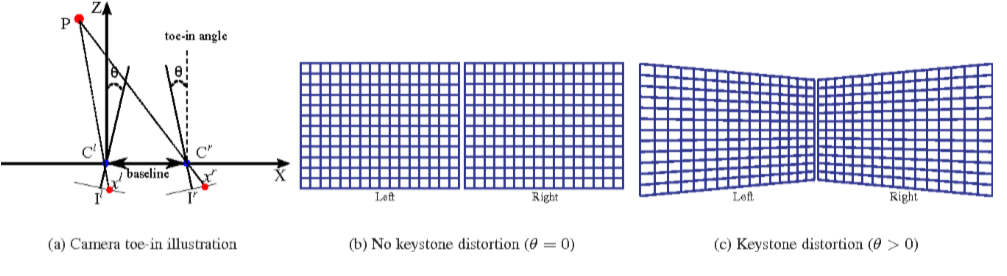 Z
P
toe-in angle
θ
θ
C^l
C^r
baseline
X
x^l
x^r
I^l
I^r
Left
Right
Left
Right
(a) Camera toe-in illustration
(b) No keystone distortion (θ = 0)
(c) Keystone distortion (θ > 0)